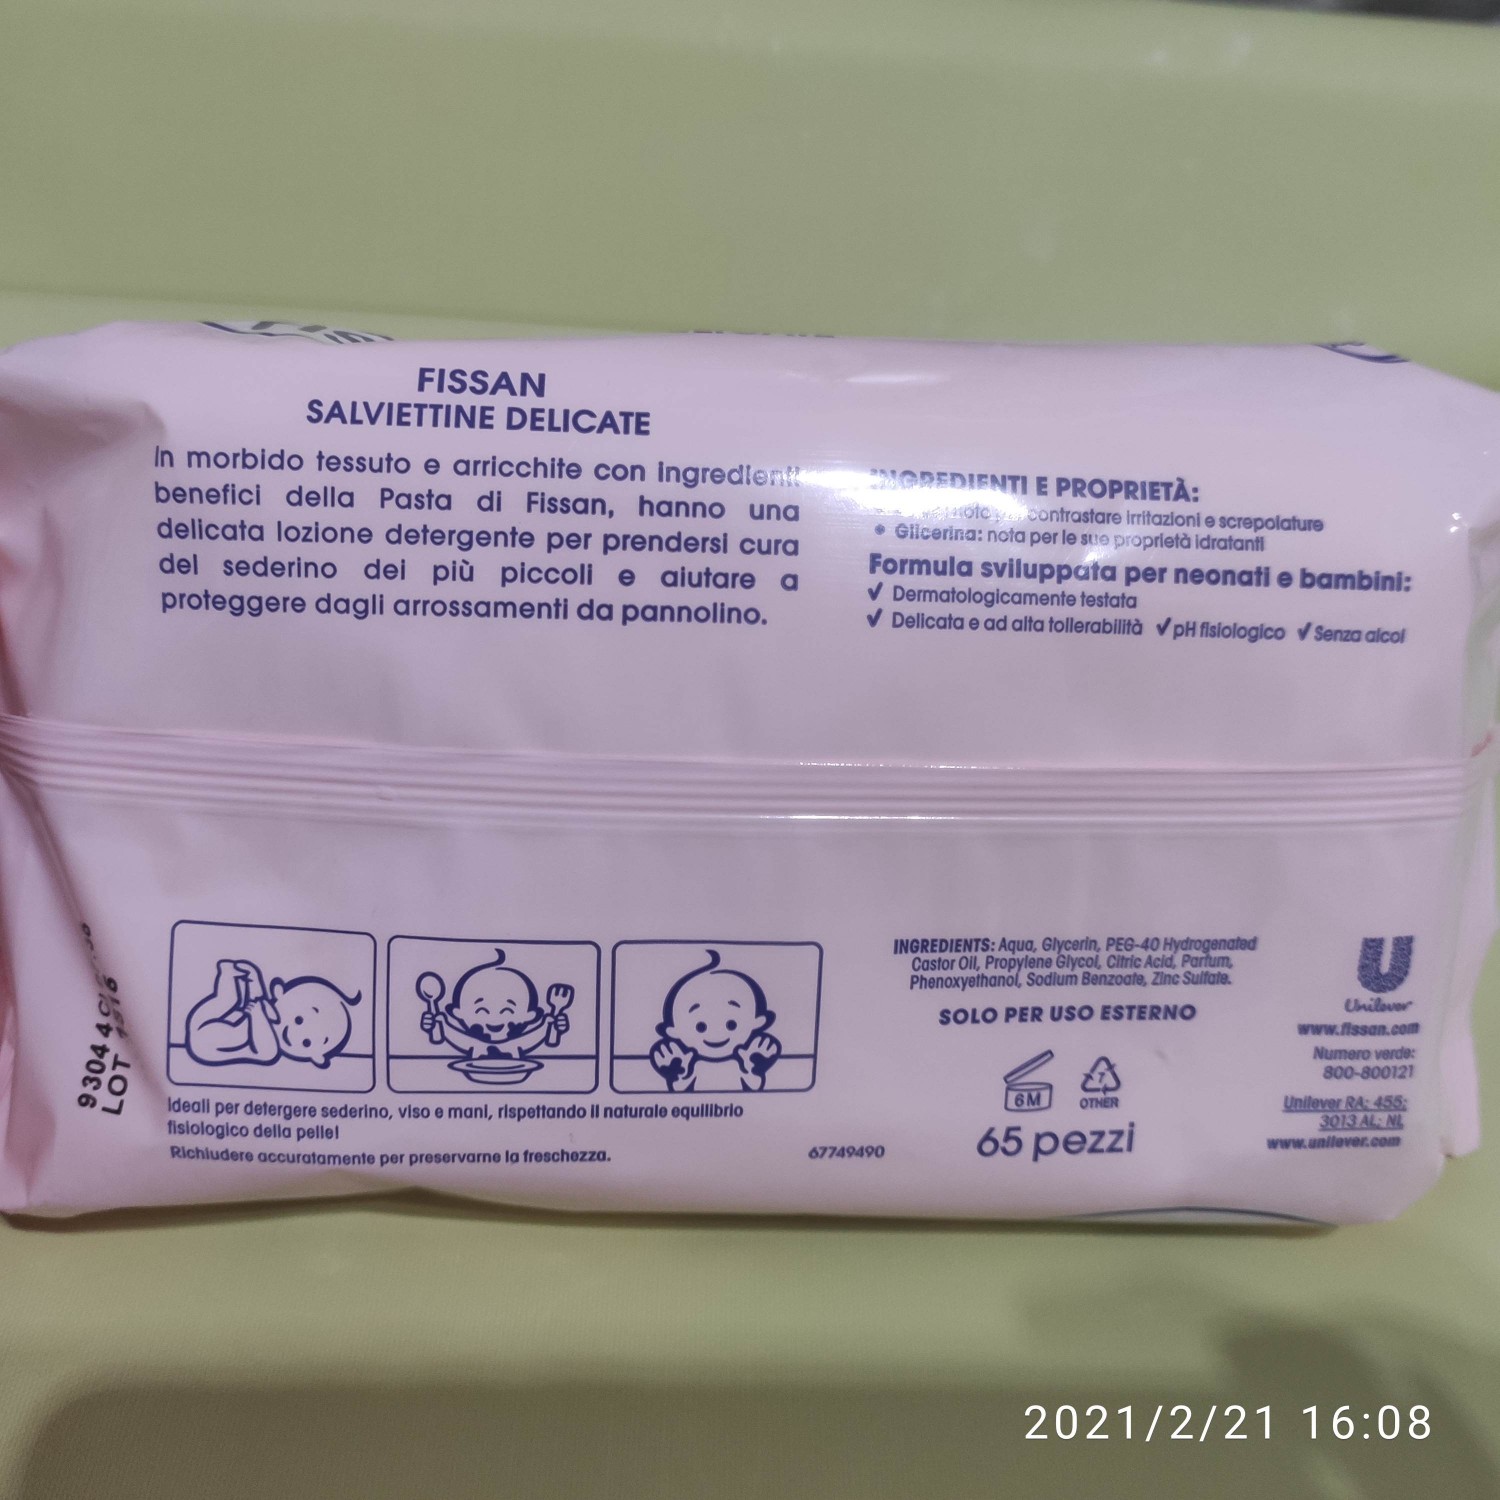 FISSAN
SALVIETTINE DELICATE
In morbido tessuto e arricchite con ingredienti
benefici della Pasta di Fissan, hanno una
delicata lozione detergente per prendersi cura
del sederino dei più piccoli e aiutare a
proteggere dagli arrossamenti da pannolino.
INGREDIENTI E PROPRIETÀ:
contrastare irritazioni e screpolature
• Glicerina: nota per le sue proprietà idratanti
Formula sviluppata per neonati e bambini:
✓ Dermatologicamente testata
✓ Delicata e ad alta tollerabilità ✓ pH fisiologico ✓ Senza alcol
9304 4
LOT
Ideali per detergere sederino, viso e mani, rispettando il naturale equilibrio
fisiologico della pelle!
Richiudere accuratamente per preservarne la freschezza.
67749490
INGREDIENTS: Aqua, Glycerin, PEG-40 Hydrogenated
Castor Oil, Propylene Glycol, Citric Acid, Parfum,
Phenoxyethanol, Sodium Benzoate, Zinc Sulfate.
SOLO PER USO ESTERNO
6M
7
OTHER
65 pezzi
Unilever
www.fissan.com
Numero verde:
800-800121
Unilever RA; 455;
3013 AL; NL
www.unilever.com
2021/2/21 16:08